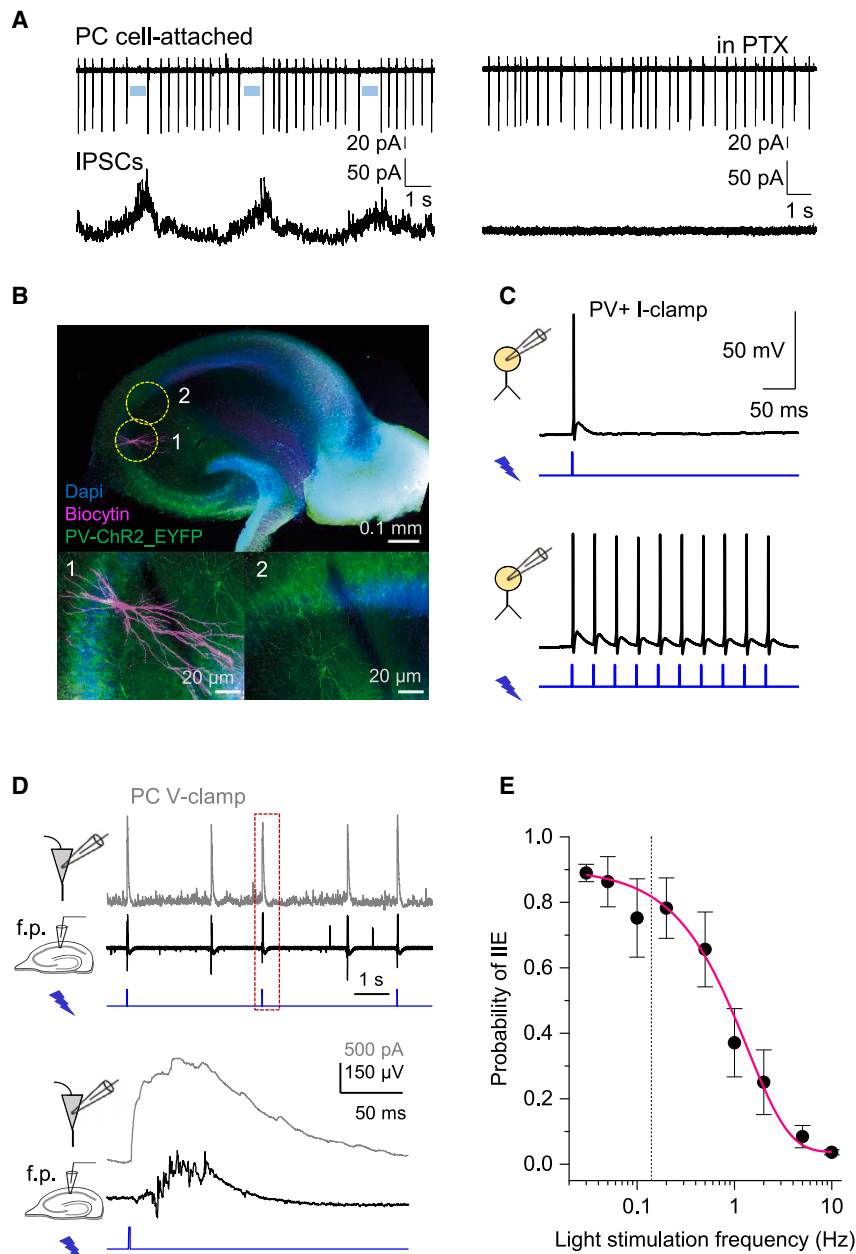 A
PC cell-attached
in PTX
20 pA
50 pA
1 s
IPSCs
20 pA
50 pA
1 s
B
2
1
Dapi
Biocytin
PV-ChR2_EYFP
0.1 mm
1
20 µm
2
20 µm
C
PV+ I-clamp
50 mV
50 ms
D
PC V-clamp
f.p.
1 s
500 pA
150 µV
50 ms
f.p.
E
1.0
0.8
0.6
0.4
0.2
0.0
Probability of IIE
0.1
1
10
Light stimulation frequency (Hz)